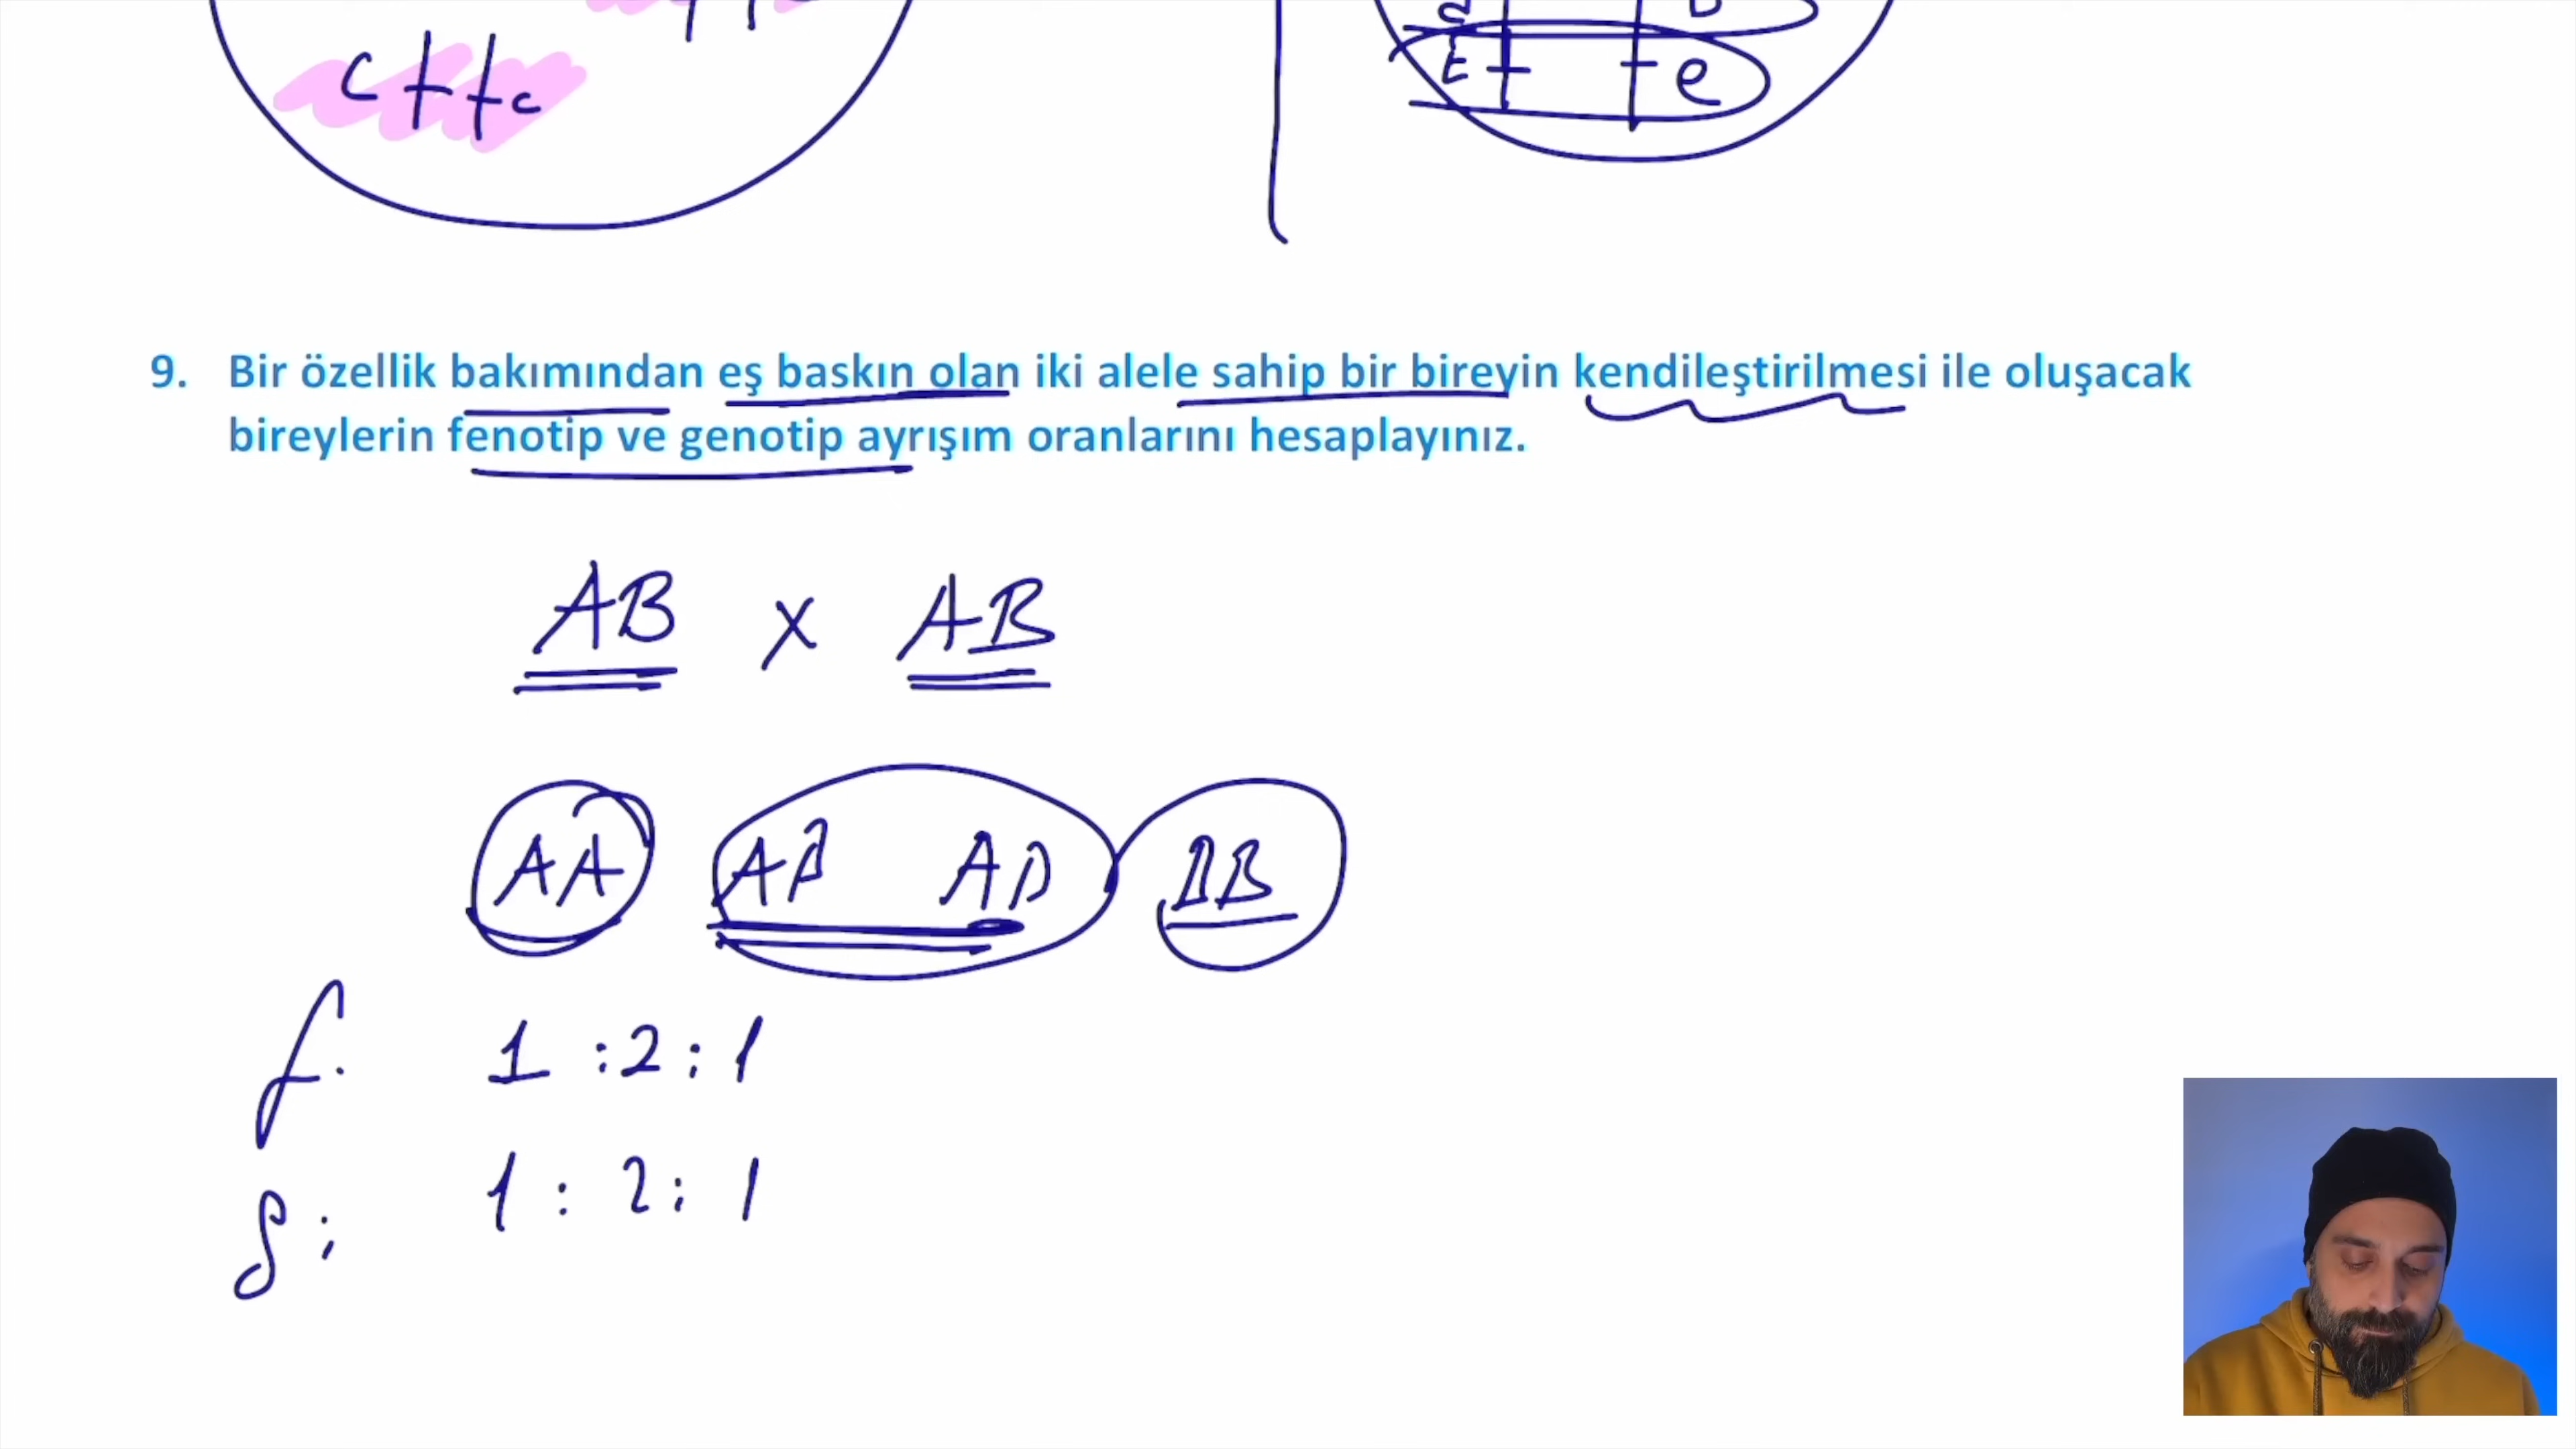 c c
E e
9. Bir özellik bakımından eş baskın olan iki alele sahip bir bireyin kendileştirilmesi ile oluşacak
bireylerin fenotip ve genotip ayrışım oranlarını hesaplayınız.
AB x AB
AA AB AB BB
f. 1 : 2 : 1
g: 1 : 2 : 1